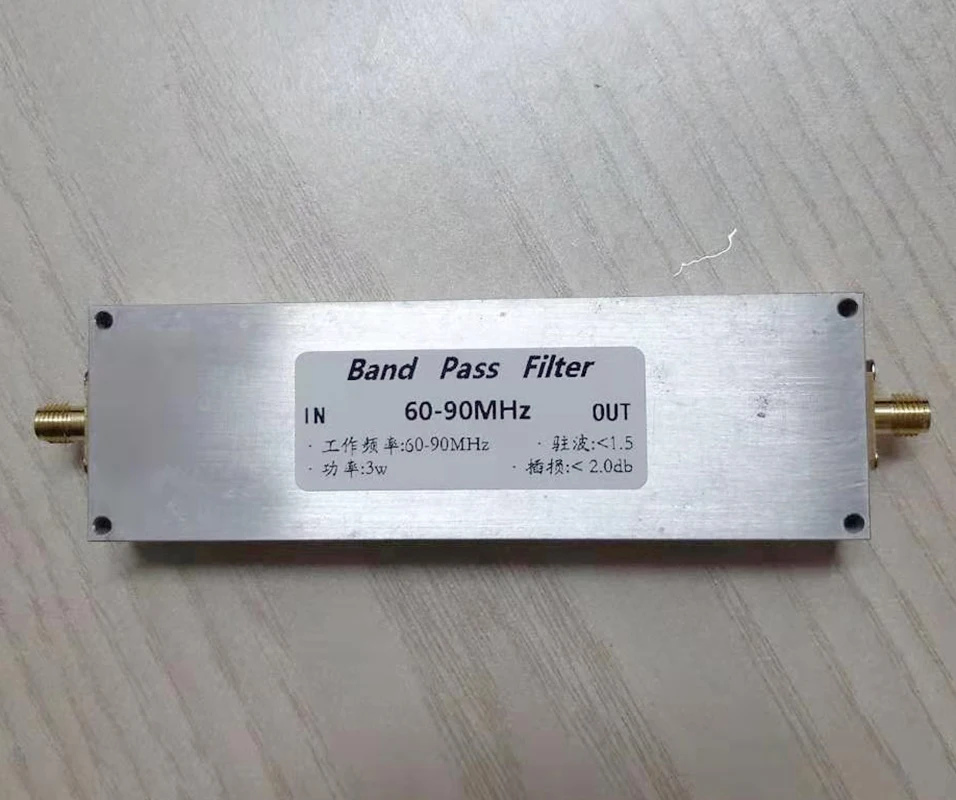 Band Pass Filter
IN 60-90MHz OUT
· 工作频率:60-90MHz · 驻波:<1.5
· 功率:3w · 插损:< 2.0db